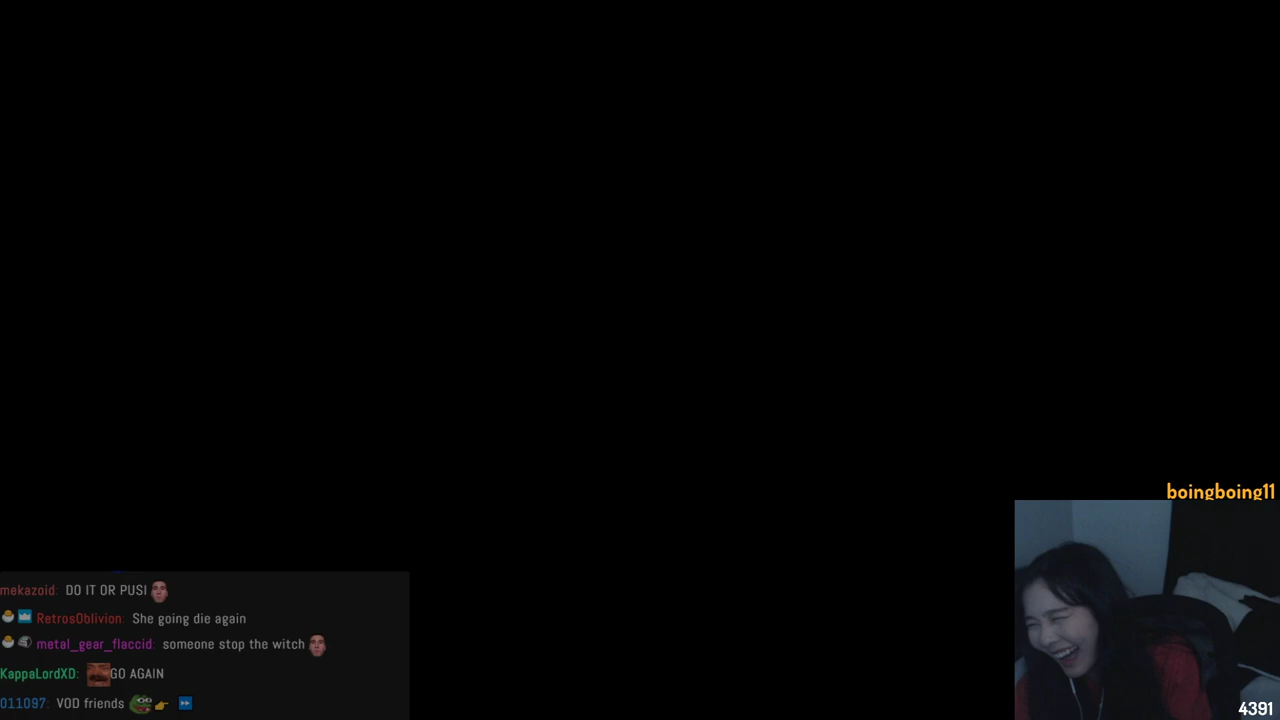 mekazoid: DO IT OR PUSI
RetrosOblivion: She going die again
metal_gear_flaccid: someone stop the witch
KappaLordXD: GO AGAIN
011097: VOD friends
boingboing11
4391